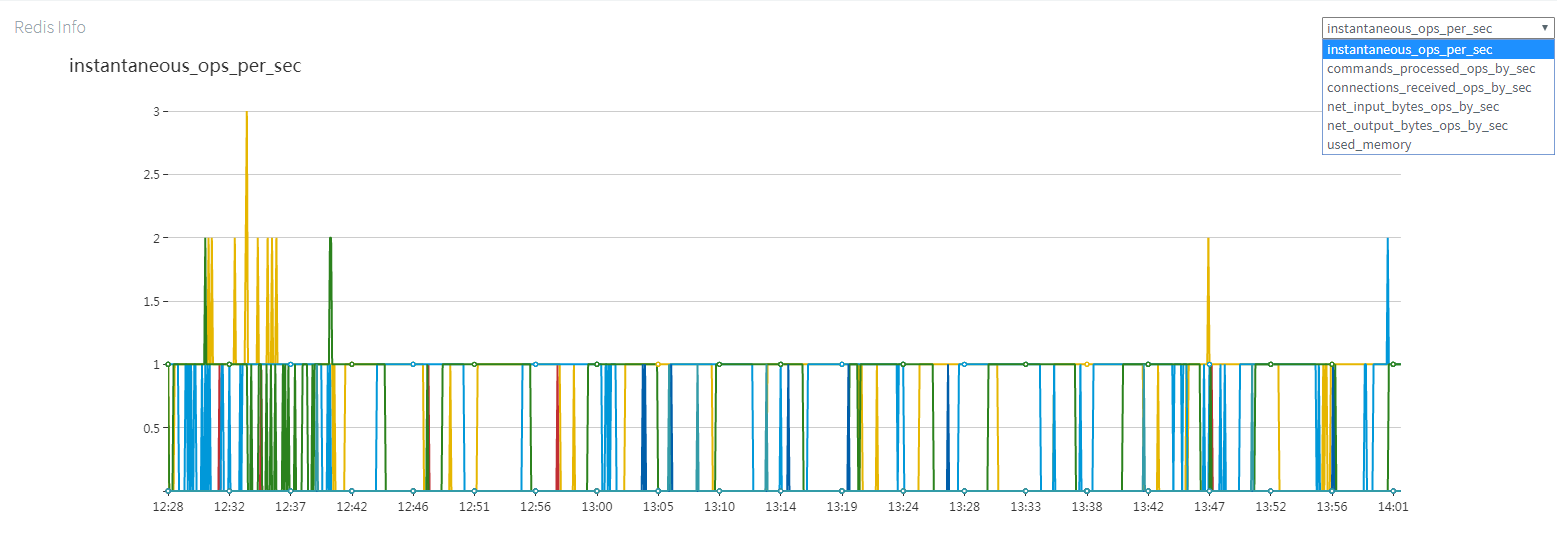 Redis Info
instantaneous_ops_per_sec
instantaneous_ops_per_sec
commands_processed_ops_by_sec
connections_received_ops_by_sec
net_input_bytes_ops_by_sec
net_output_bytes_ops_by_sec
used_memory
instantaneous_ops_per_sec
3
2.5
2
1.5
1
0.5
12:28 12:32 12:37 12:42 12:46 12:51 12:56 13:00 13:05 13:10 13:14 13:19 13:24 13:28 13:33 13:38 13:42 13:47 13:52 13:56 14:01